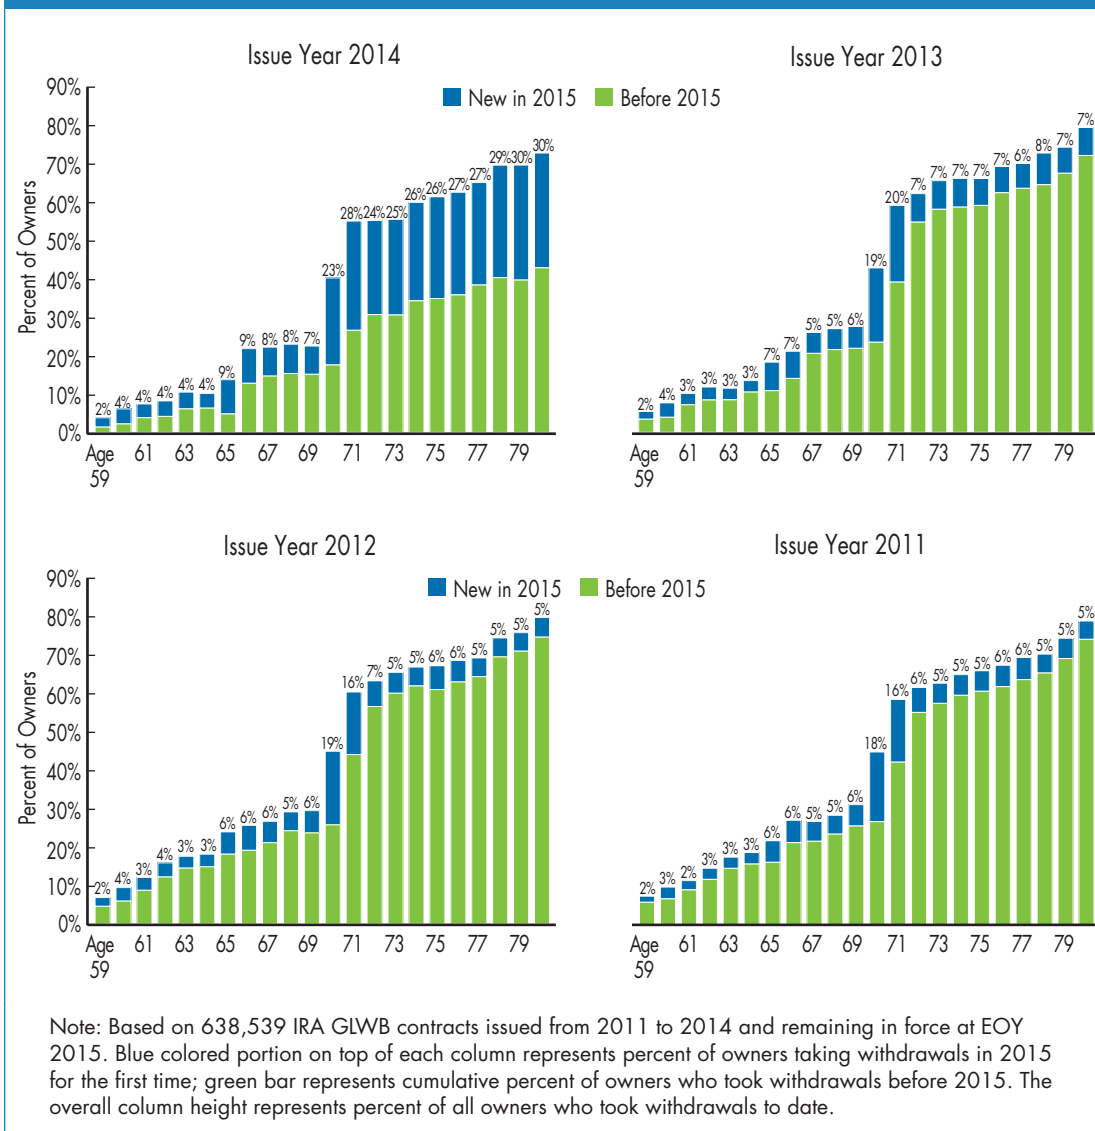 Issue Year 2014
New in 2015 Before 2015
90%
80%
70%
60%
50%
40%
30%
20%
10%
0%
Percent of Owners
2% 4% 4% 4% 4% 4% 9% 9% 8% 8% 7% 23% 28% 24% 25% 26% 26% 27% 27% 29% 30% 30%
Age 61 63 65 67 69 71 73 75 77 79
59
Issue Year 2013
2% 4% 3% 3% 3% 3% 7% 7% 5% 5% 6% 19% 20% 7% 7% 7% 7% 7% 6% 8% 7% 7%
Age 61 63 65 67 69 71 73 75 77 79
59
Issue Year 2012
New in 2015 Before 2015
90%
80%
70%
60%
50%
40%
30%
20%
10%
0%
Percent of Owners
2% 4% 3% 4% 3% 3% 6% 6% 6% 5% 6% 19% 16% 7% 5% 5% 6% 6% 5% 5% 5% 5%
Age 61 63 65 67 69 71 73 75 77 79
59
Issue Year 2011
2% 3% 2% 3% 3% 3% 6% 6% 5% 5% 6% 18% 16% 6% 5% 5% 5% 6% 6% 5% 5% 5%
Age 61 63 65 67 69 71 73 75 77 79
59
Note: Based on 638,539 IRA GLWB contracts issued from 2011 to 2014 and remaining in force at EOY
2015. Blue colored portion on top of each column represents percent of owners taking withdrawals in 2015
for the first time; green bar represents cumulative percent of owners who took withdrawals before 2015. The
overall column height represents percent of all owners who took withdrawals to date.